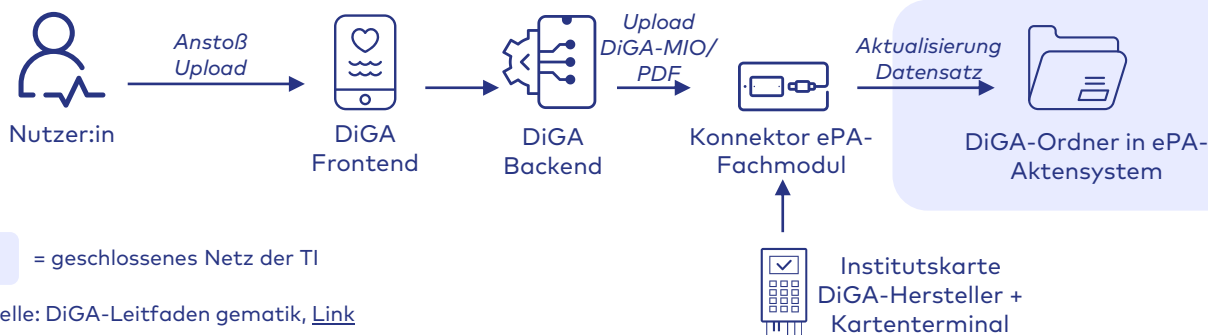 Anstoß
Upload
Upload
DiGA-MIO/
PDF
Aktualisierung
Datensatz
Nutzer:in
DiGA
Frontend
DiGA
Backend
Konnektor ePA-
Fachmodul
DiGA-Ordner in ePA-
Aktensystem
= geschlossenes Netz der TI
Institutskarte
DiGA-Hersteller +
Kartenterminal
elle: DiGA-Leitfaden gematik, Link